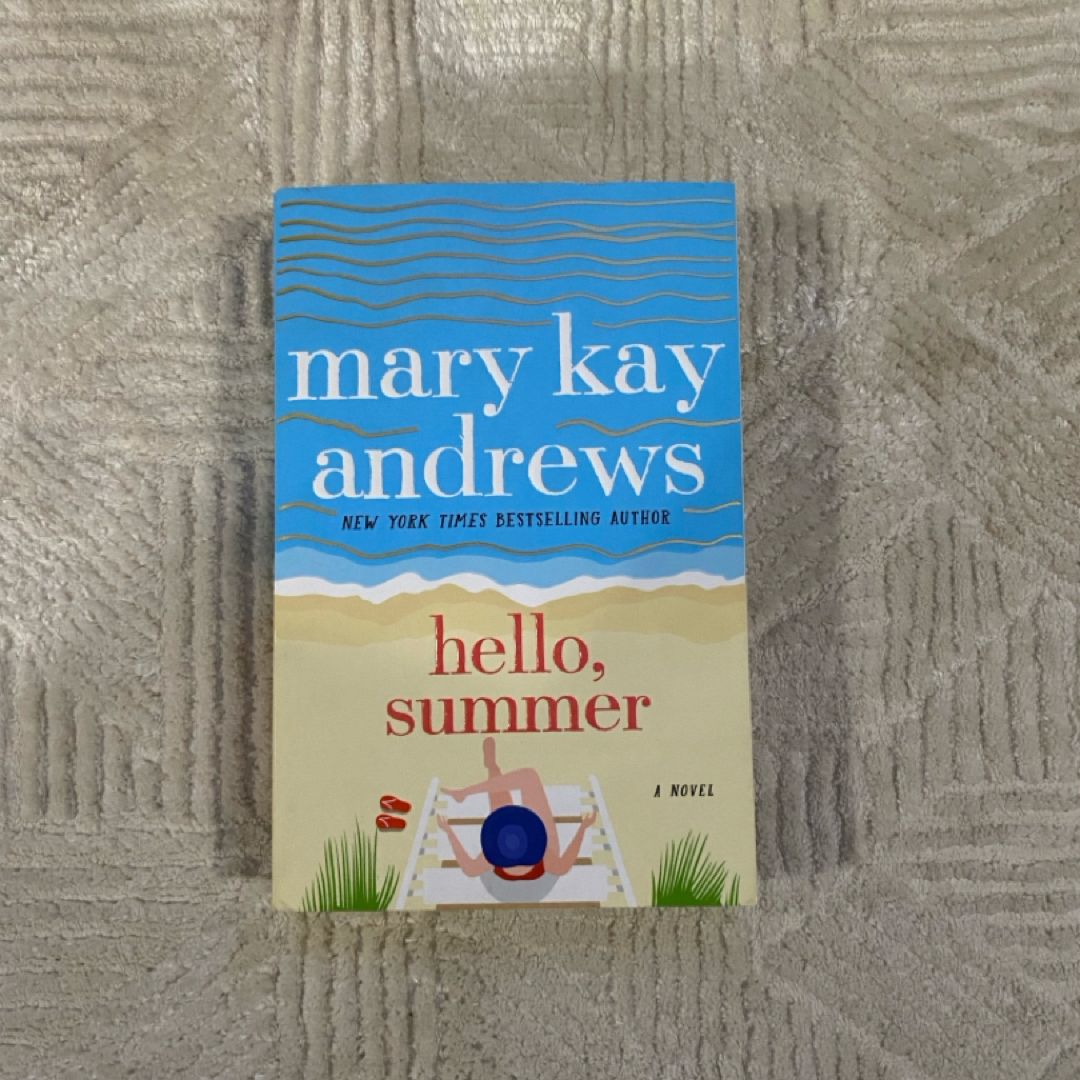 mary kay
andrews
NEW YORK TIMES BESTSELLING AUTHOR
hello,
summer
A NOVEL